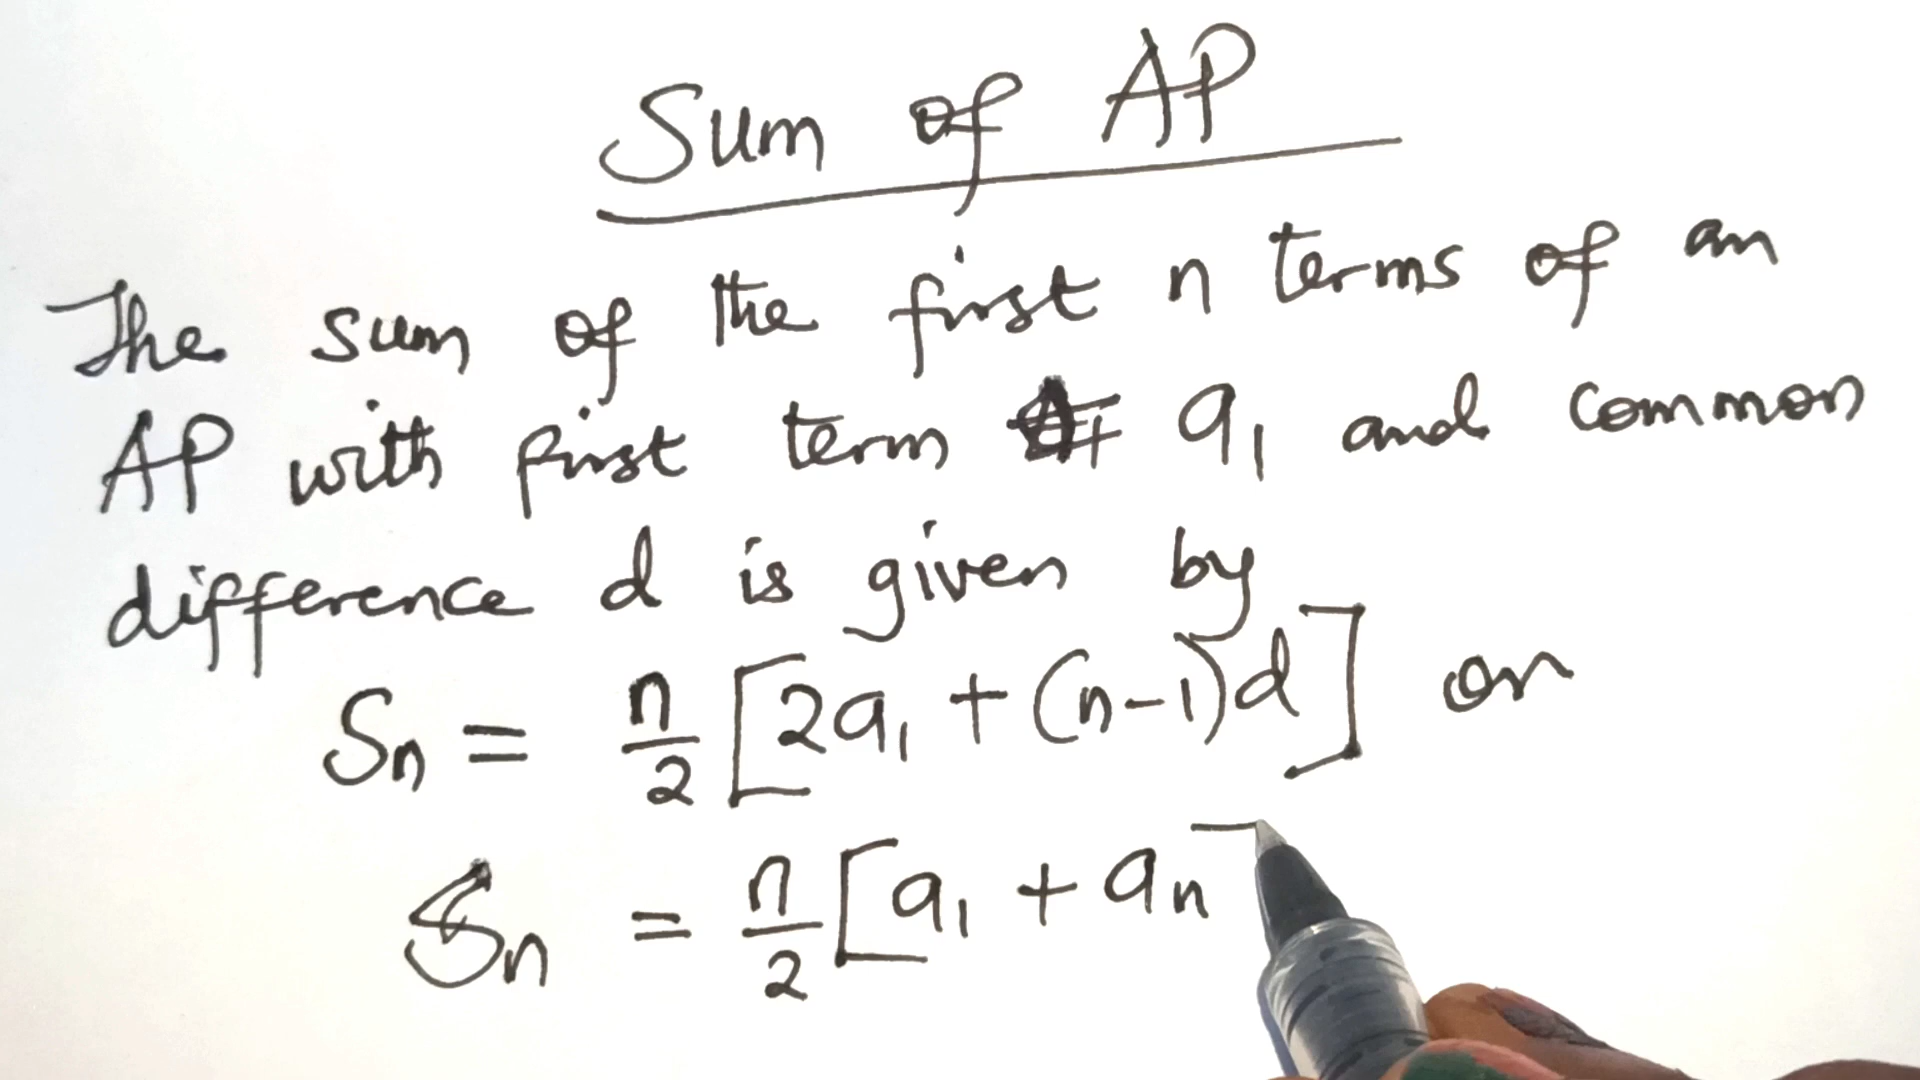 Sum of AP
The sum of the first n terms of an
AP with first term a₁ and common
difference d is given by
Sₙ = n/2 [2a₁ + (n-1)d] or
Sₙ = n/2 [a₁ + aₙ